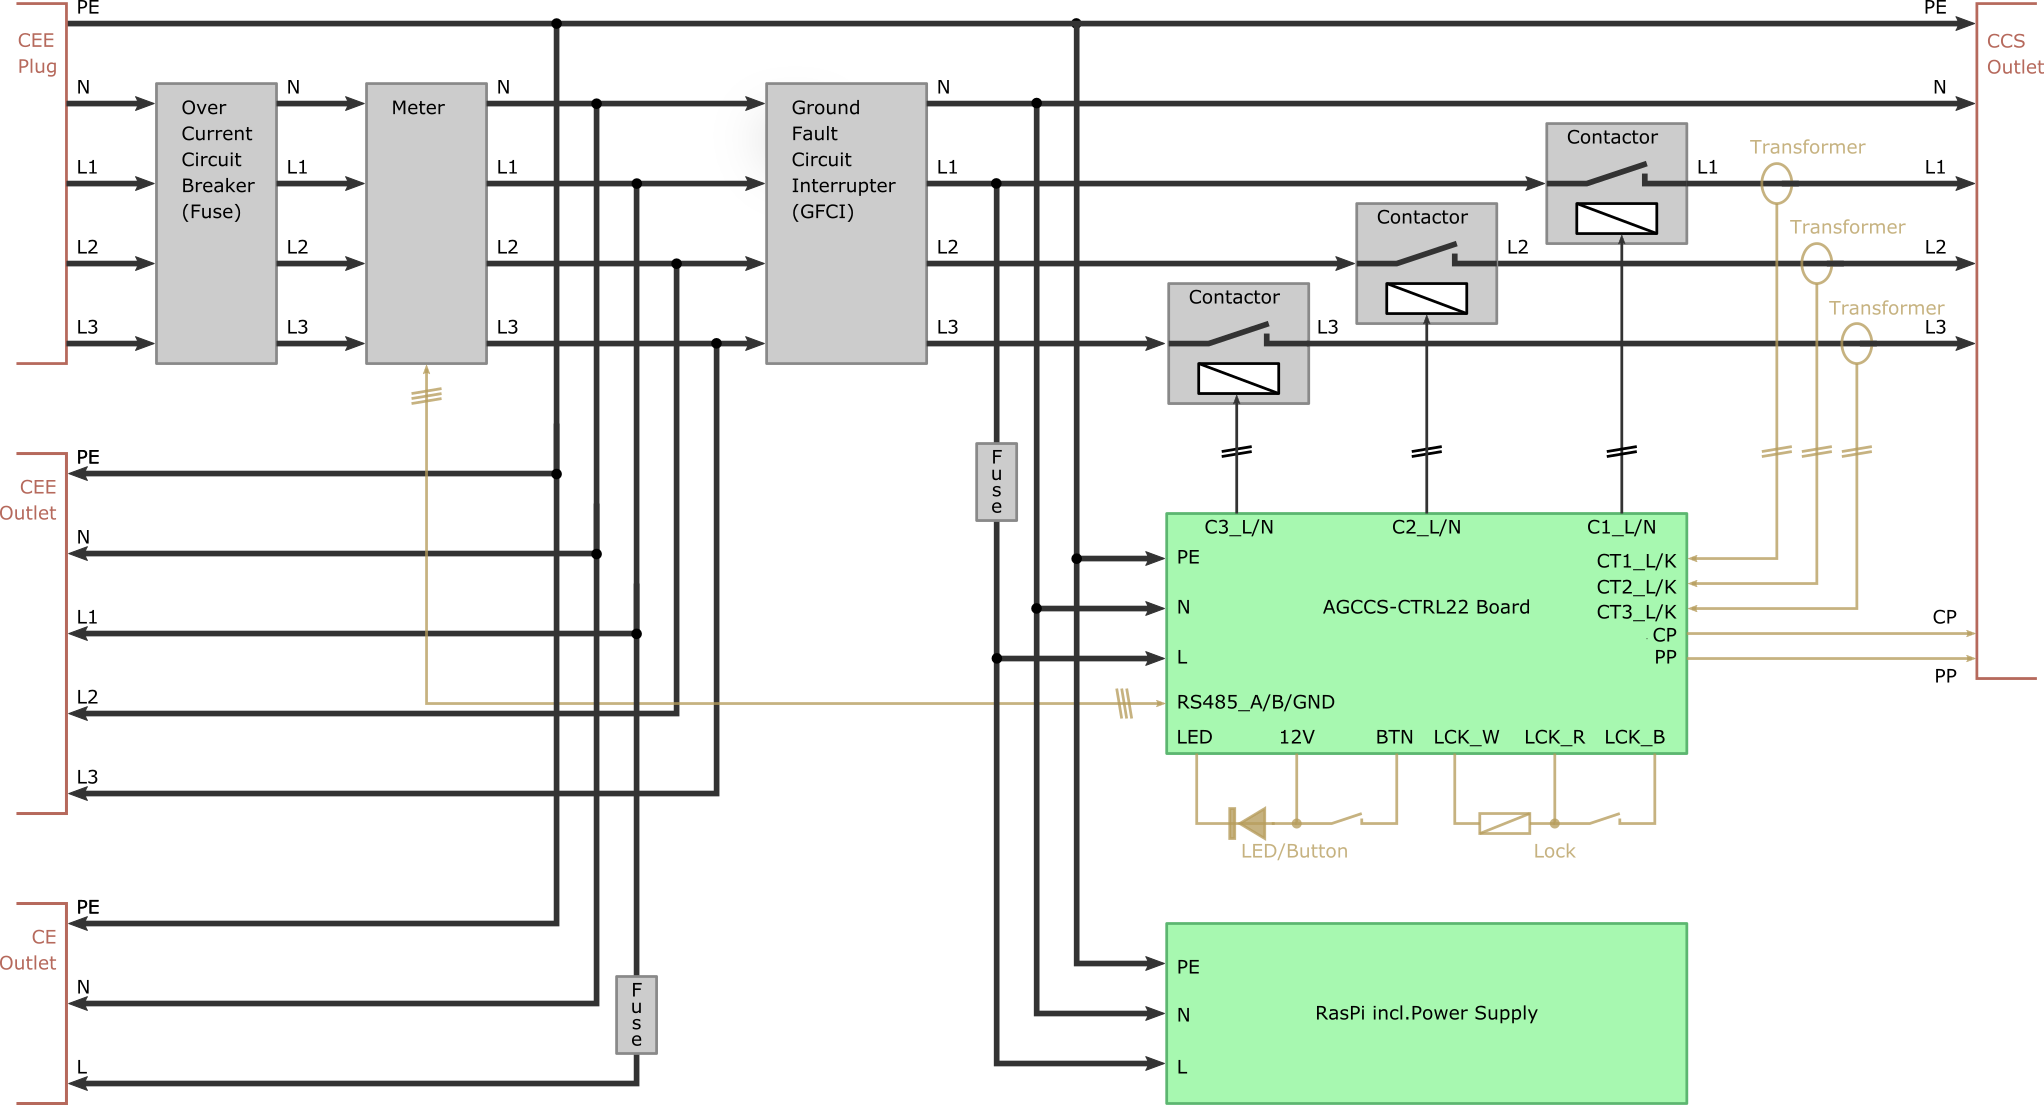 PE
PE
CEE
Plug
CCS
Outlet
N
N
N
N
N
Over
Current
Circuit
Breaker
(Fuse)
Meter
Ground
Fault
Circuit
Interrupter
(GFCI)
Contactor
Transformer
L1
L1
L1
L1
L1
L1
Contactor
Transformer
L2
L2
L2
L2
L2
L2
Contactor
Transformer
L3
L3
L3
L3
L3
L3
PE
CEE
Outlet
N
L1
L2
L3
F
u
s
e
C3_L/N
C2_L/N
C1_L/N
PE
N
L
RS485_A/B/GND
AGCCS-CTRL22 Board
CT1_L/K
CT2_L/K
CT3_L/K
CP
PP
CP
PP
LED
12V
BTN
LCK_W
LCK_R
LCK_B
LED/Button
Lock
PE
CE
Outlet
N
L
F
u
s
e
PE
N
L
RasPi incl.Power Supply